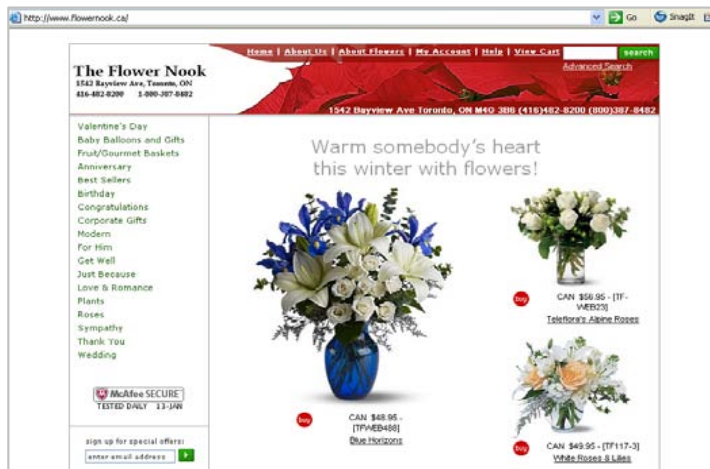 http://www.flowernook.ca/
Go
SnagIt
Home | About Us | About Flowers | My Account | Help | View Cart
search
Advanced Search
The Flower Nook
1542 Bayview Ave, Toronto, ON
416-482-8200 1-800-387-8482
1542 Bayview Ave Toronto, ON M4G 3B6 (416)482-8200 (800)387-8482
Valentine's Day
Baby Balloons and Gifts
Fruit/Gourmet Baskets
Anniversary
Best Sellers
Birthday
Congratulations
Corporate Gifts
Modern
For Him
Get Well
Just Because
Love & Romance
Plants
Roses
Sympathy
Thank You
Wedding
McAfee SECURE
TESTED DAILY 13-JAN
sign up for special offers:
enter email address
Warm somebody's heart
this winter with flowers!
buy
CAN $48.95 -
[TFWEB488]
Blue Horizons
buy
CAN $56.95 - [TF-
WEB23]
Teleflora's Alpine Roses
buy
CAN $49.95 - [TF117-3]
White Roses & Lilies